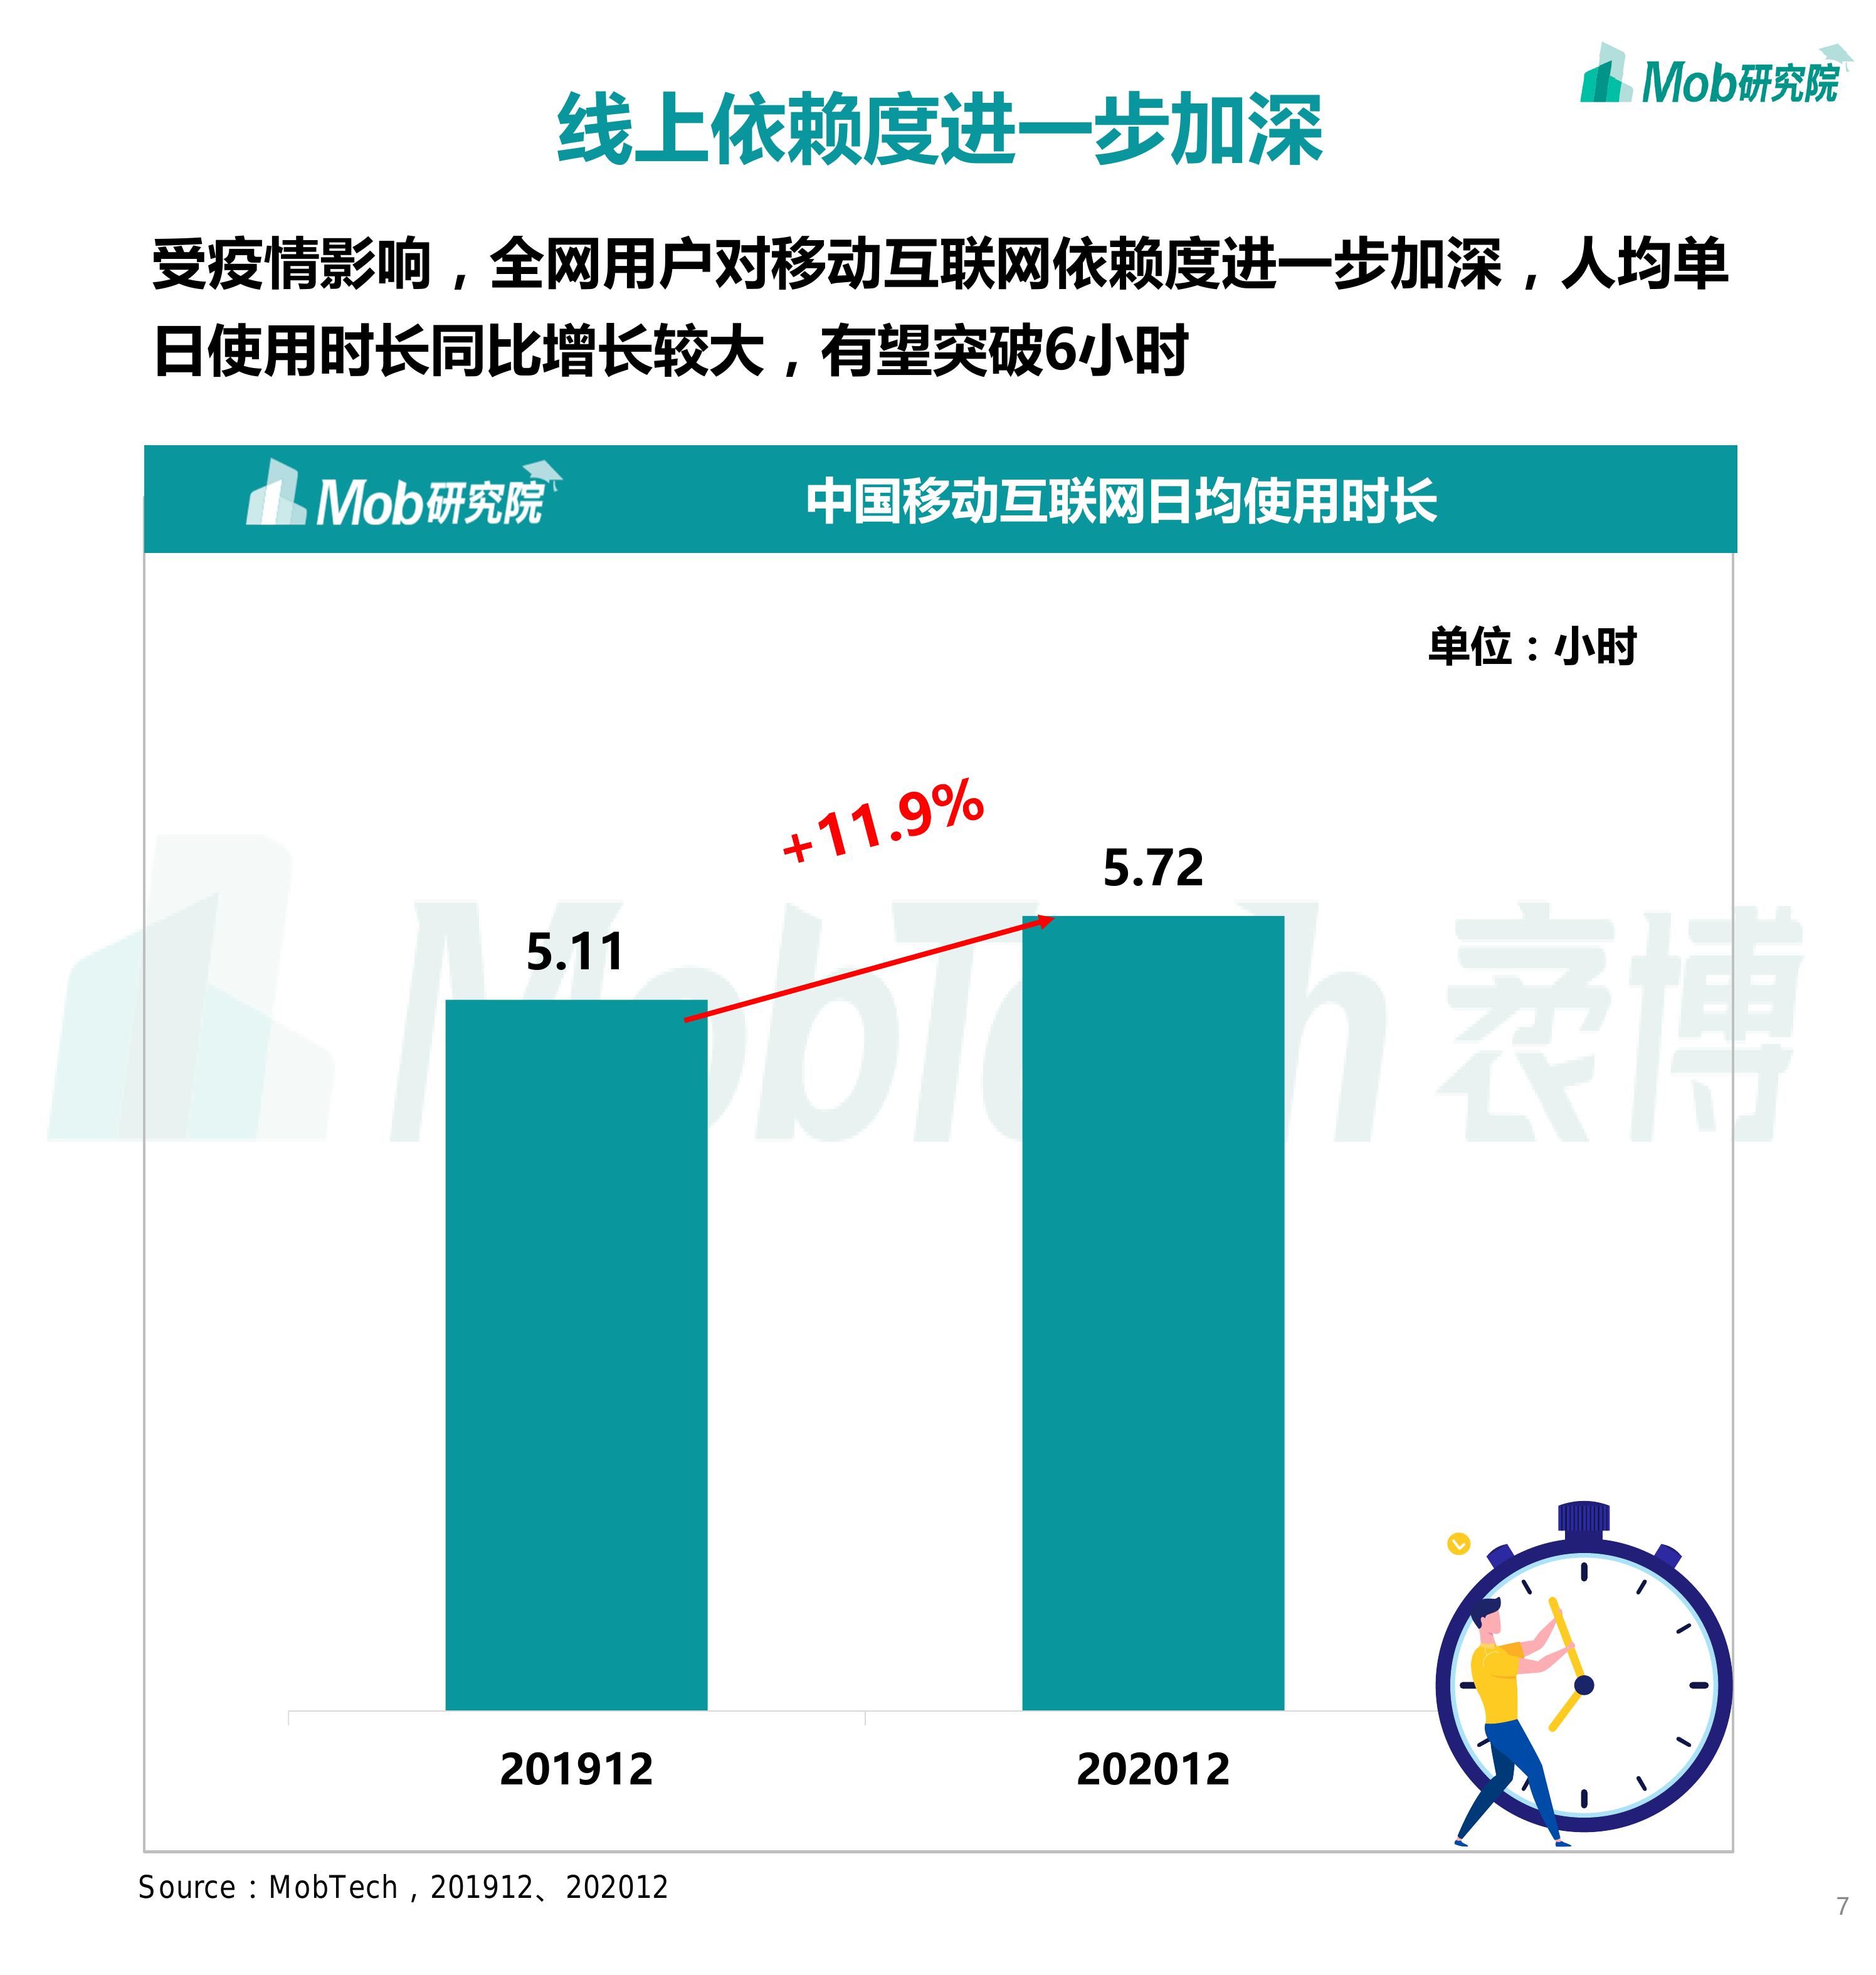 Mob研究院
线上依赖度进一步加深
受疫情影响，全网用户对移动互联网依赖度进一步加深，人均单
日使用时长同比增长较大，有望突破6小时
Mob研究院
中国移动互联网日均使用时长
单位：小时
+11.9%
5.11
5.72
MobTech 袤博
201912
202012
Source：MobTech，201912、202012
7